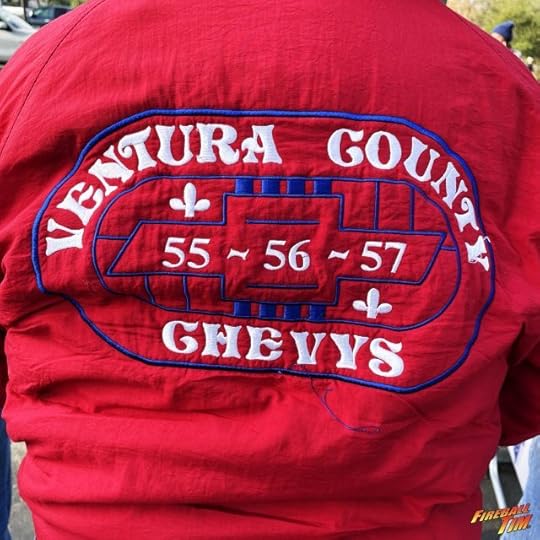 VENTURA COUNTY
55 ~ 56 ~ 57
CHEVYS
FIREBALL
TIM